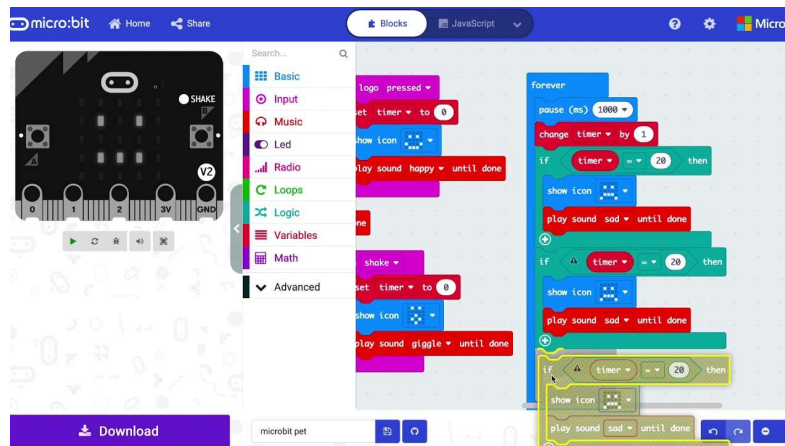 micro:bit
Home
Share
Blocks
JavaScript
Micro
SHAKE
B
A
V2
0 1 2 3V GND
Download
Search...
Basic
Input
Music
Led
Radio
Loops
Logic
Variables
Math
Advanced
logo pressed
set timer to 0
show icon
play sound happy until done
one
shake
set timer to 0
show icon
play sound giggle until done
forever
pause (ms) 1000
change timer by 1
if timer = 20 then
show icon
play sound sad until done
if timer = 20 then
show icon
play sound sad until done
if timer = 20 then
show icon
play sound sad until done
microbit pet